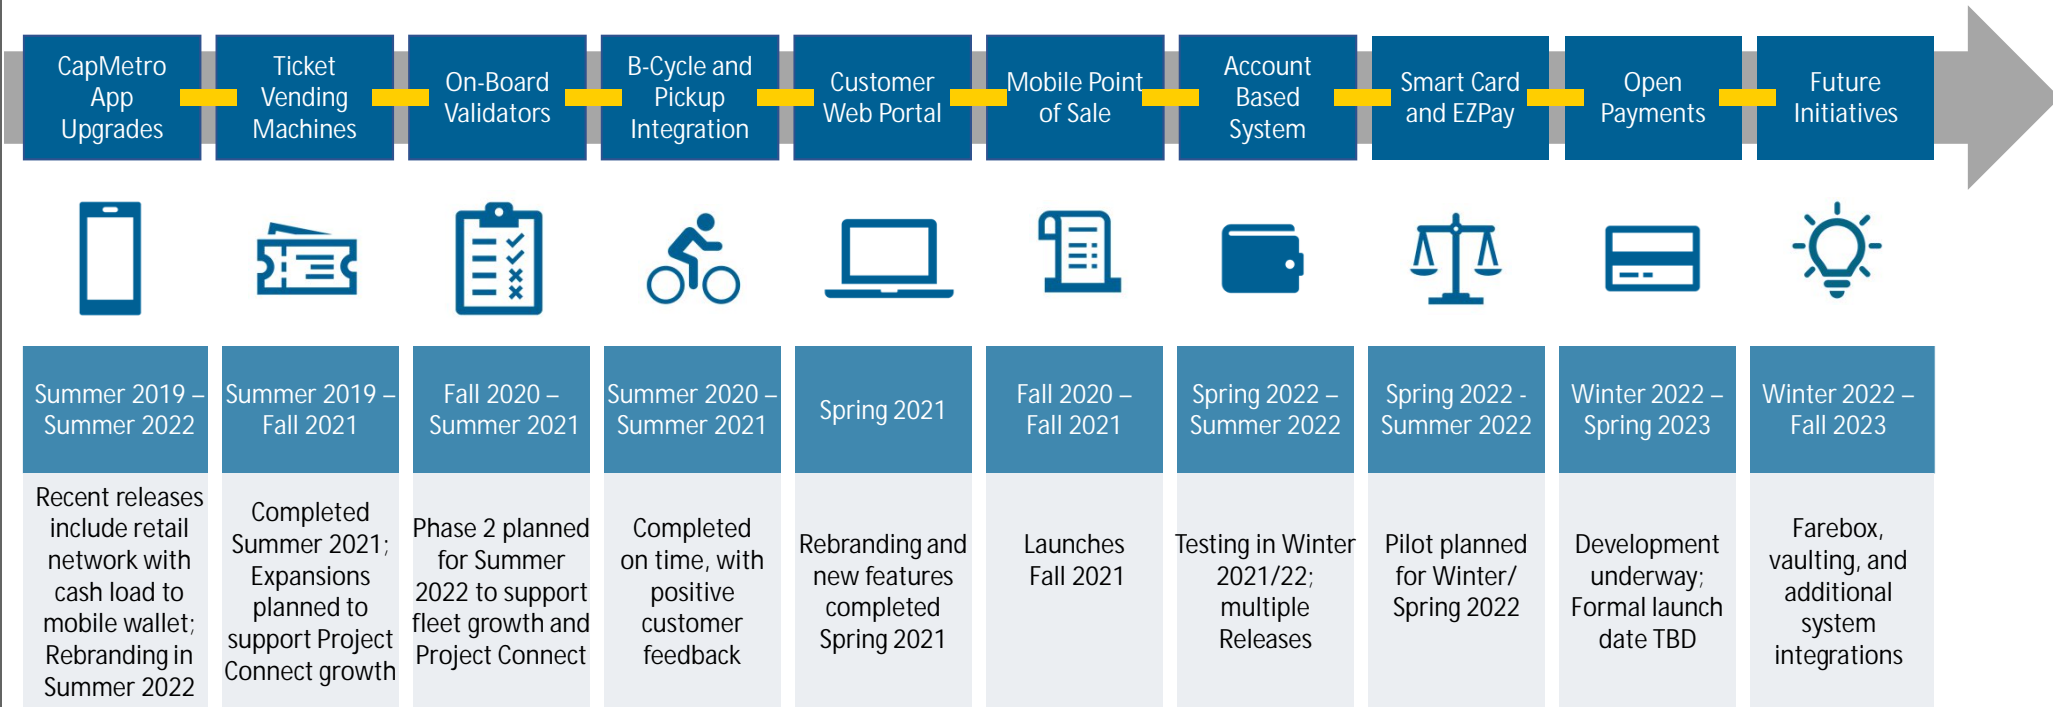 CapMetro
App
Upgrades
Ticket
Vending
Machines
On-Board
Validators
B-Cycle and
Pickup
Integration
Customer
Web Portal
Mobile Point
of Sale
Account
Based
System
Smart Card
and EZPay
Open
Payments
Future
Initiatives
Summer 2019 –
Summer 2022
Summer 2019 –
Fall 2021
Fall 2020 –
Summer 2021
Summer 2020 –
Summer 2021
Spring 2021
Fall 2020 –
Fall 2021
Spring 2022 –
Summer 2022
Spring 2022 -
Summer 2022
Winter 2022 –
Spring 2023
Winter 2022 –
Fall 2023
Recent releases
include retail
network with
cash load to
mobile wallet;
Rebranding in
Summer 2022
Completed
Summer 2021;
Expansions
planned to
support Project
Connect growth
Phase 2 planned
for Summer
2022 to support
fleet growth and
Project Connect
Completed
on time, with
positive
customer
feedback
Rebranding and
new features
completed
Spring 2021
Launches
Fall 2021
Testing in Winter
2021/22;
multiple
Releases
Pilot planned
for Winter/
Spring 2022
Development
underway;
Formal launch
date TBD
Farebox,
vaulting, and
additional
system
integrations